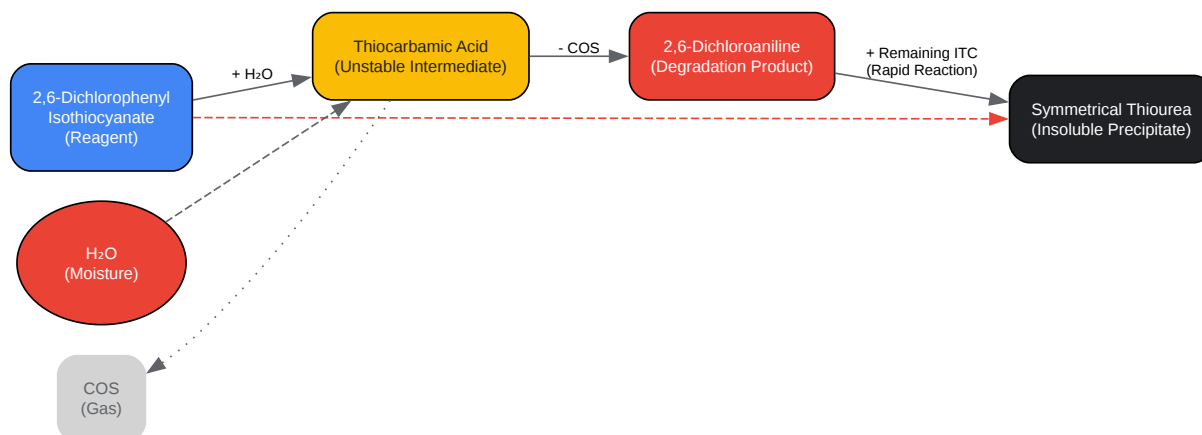 2,6-Dichlorophenyl
Isothiocyanate
(Reagent)
+ H₂O
Thiocarbamic Acid
(Unstable Intermediate)
- COS
2,6-Dichloroaniline
(Degradation Product)
+ Remaining ITC
(Rapid Reaction)
Symmetrical Thiourea
(Insoluble Precipitate)
H₂O
(Moisture)
COS
(Gas)